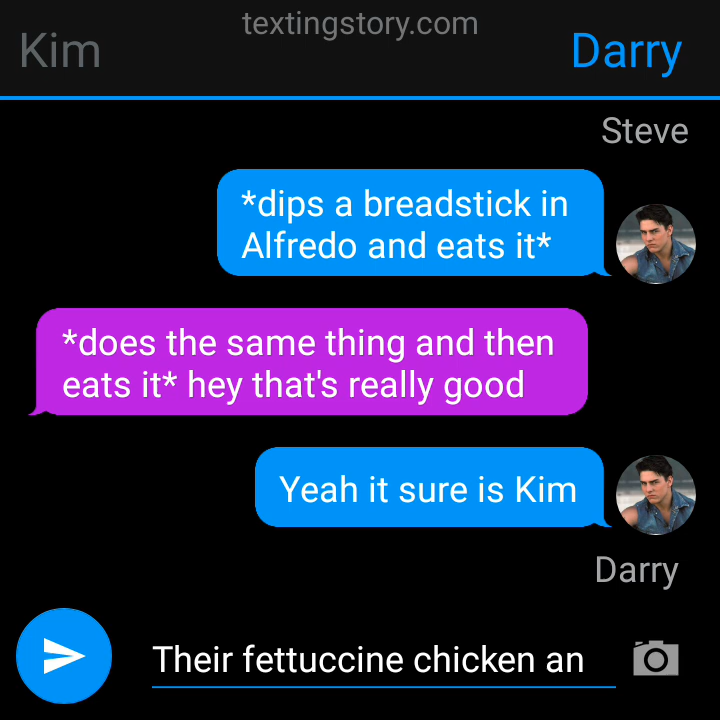 textingstory.com
Kim
Darry
Steve
*dips a breadstick in
Alfredo and eats it*
*does the same thing and then
eats it* hey that's really good
Yeah it sure is Kim
Darry
Their fettuccine chicken an